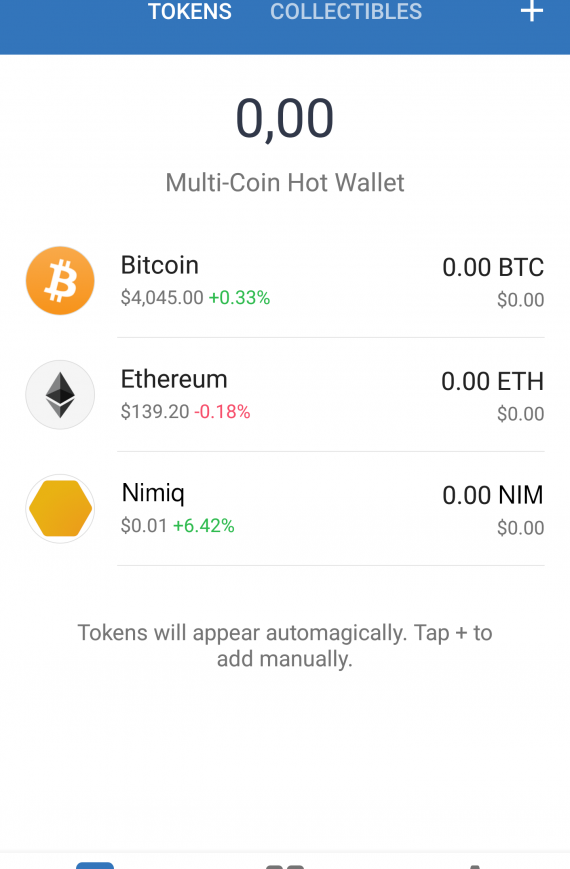 TOKENS COLLECTIBLES +
0,00
Multi-Coin Hot Wallet
Bitcoin 0.00 BTC
$4,045.00 +0.33% $0.00
Ethereum 0.00 ETH
$139.20 -0.18% $0.00
Nimiq 0.00 NIM
$0.01 +6.42% $0.00
Tokens will appear automagically. Tap + to
add manually.